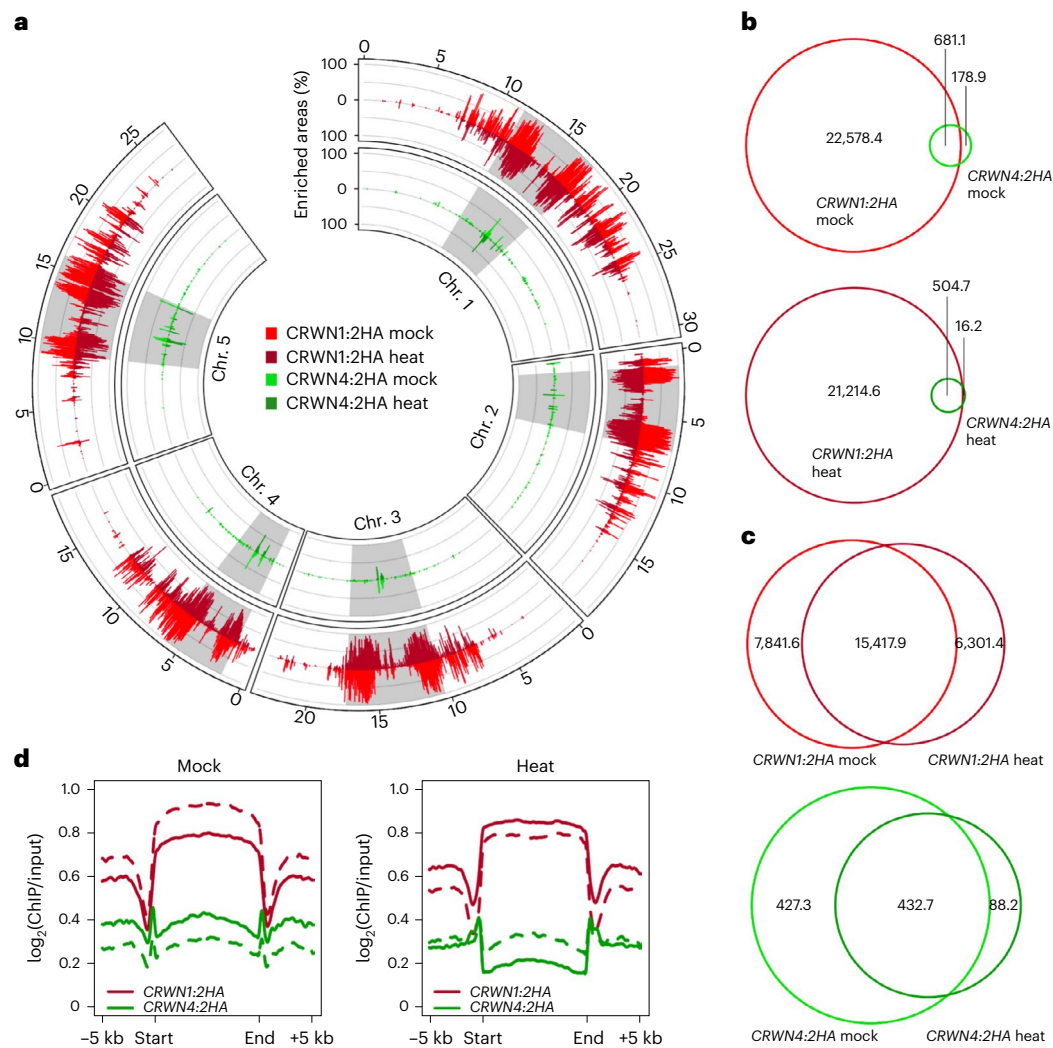 a
Enriched areas (%)
100
0
100
100
0
100
0
5
10
15
20
25
30
Chr. 1
0
5
10
15
Chr. 2
0
5
10
15
20
Chr. 3
0
5
10
15
Chr. 4
0
5
10
15
20
25
Chr. 5
CRWN1:2HA mock
CRWN1:2HA heat
CRWN4:2HA mock
CRWN4:2HA heat
b
681.1
178.9
22,578.4
CRWN1:2HA
mock
CRWN4:2HA
mock
504.7
16.2
21,214.6
CRWN1:2HA
heat
CRWN4:2HA
heat
c
7,841.6
15,417.9
6,301.4
CRWN1:2HA mock
CRWN1:2HA heat
427.3
432.7
88.2
CRWN4:2HA mock
CRWN4:2HA heat
d
Mock
log2(ChIP/input)
1.0
0.8
0.6
0.4
0.2
0
CRWN1:2HA
CRWN4:2HA
–5 kb
Start
End
+5 kb
Heat
log2(ChIP/input)
1.0
0.8
0.6
0.4
0.2
0
CRWN1:2HA
CRWN4:2HA
–5 kb
Start
End
+5 kb